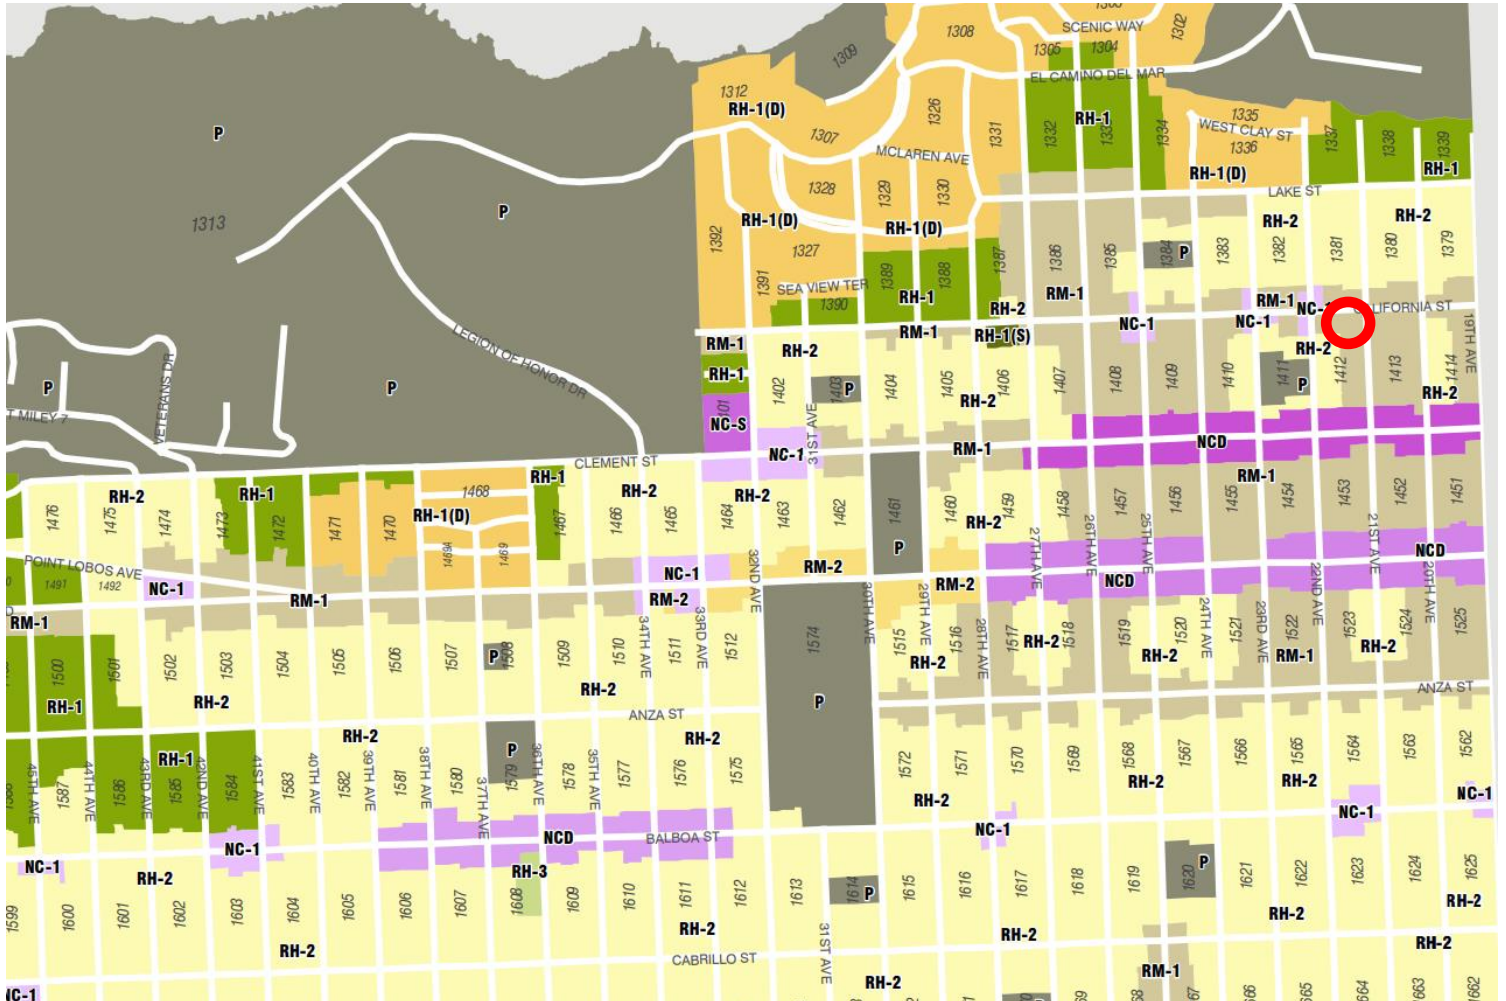 1303
1302
SCENIC WAY
1308
1305
1304
1309
EL CAMINO DEL MAR
1312
RH-1(D)
1326
1307
1331
1332
RH-1
1333
1334
1335
WEST CLAY ST
1336
1337
1338
1339
P
MCLAREN AVE
RH-1(D)
RH-1
1328
1329
1330
LAKE ST
1313
P
RH-1(D)
RH-1(D)
RH-2
RH-2
1392
1327
1391
1387
1386
1385
1384
P
1383
1382
1381
1380
1379
1389
1388
SEA VIEW TER
RH-1
1390
RM-1
RH-2
RM-1
NC-1
CALIFORNIA ST
LEGION OF HONOR DR
RM-1
RM-1
RH-1(S)
NC-1
NC-1
RH-2
19TH AVE
RH-2
RH-1
1402
1403
P
1404
1405
1406
1407
1408
1409
1410
1411
P
1412
1413
1414
P
P
VETERANS DR
RH-2
RH-2
T MILEY 7
NC-S
31ST AVE
NCD
CLEMENT ST
NC-1
RM-1
RH-2
RH-1
1468
RH-1
RH-2
RH-2
RM-1
1476
1475
1474
1473
1472
1471
1470
RH-1(D)
1467
1466
1465
1464
1463
1462
1461
1460
RH-2
1459
1458
1457
1456
1455
1454
1453
1452
1451
27TH AVE
26TH AVE
25TH AVE
21ST AVE
1469A
1469
P
POINT LOBOS AVE
NC-1
RM-2
NCD
1491
1492
NC-1
RM-1
RM-2
32ND AVE
RM-2
NCD
22ND AVE
20TH AVE
RM-1
34TH AVE
33RD AVE
30TH AVE
29TH AVE
28TH AVE
24TH AVE
23RD AVE
1500
1501
1502
1503
1504
1505
1506
1507
P
1508
1509
1510
1511
1512
1574
1515
1516
1517
RH-2
1518
1519
1520
1521
1522
1523
1524
1525
RH-2
RH-2
RM-1
RH-2
RH-1
RH-2
RH-2
P
ANZA ST
ANZA ST
RH-2
RH-2
RH-1
P
45TH AVE
1587
44TH AVE
1586
43RD AVE
1585
42ND AVE
1584
41ST AVE
1583
40TH AVE
1582
39TH AVE
1581
38TH AVE
1580
37TH AVE
1579
36TH AVE
1578
35TH AVE
1577
1576
1575
1572
1571
1570
1569
1568
1567
1566
1565
1564
1563
1562
RH-2
RH-2
RH-2
NC-1
NC-1
NC-1
NCD
BALBOA ST
NC-1
NC-1
RH-2
RH-3
P
1599
1600
1601
1602
1603
1604
1605
1606
1607
1608
1609
1610
1611
1612
1613
1614
P
1615
1616
1617
1618
1619
1620
1621
1622
1623
1624
1625
RH-2
RH-2
RH-2
RH-2
RH-2
31ST AVE
RH-2
CABRILLO ST
RM-1
RH-2
NC-1